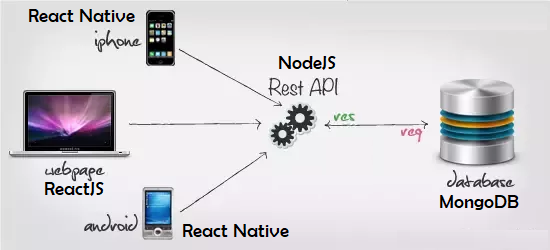 React Native
iphone
NodeJS
Rest API
res
req
webpage
ReactJS
database
MongoDB
android
React Native